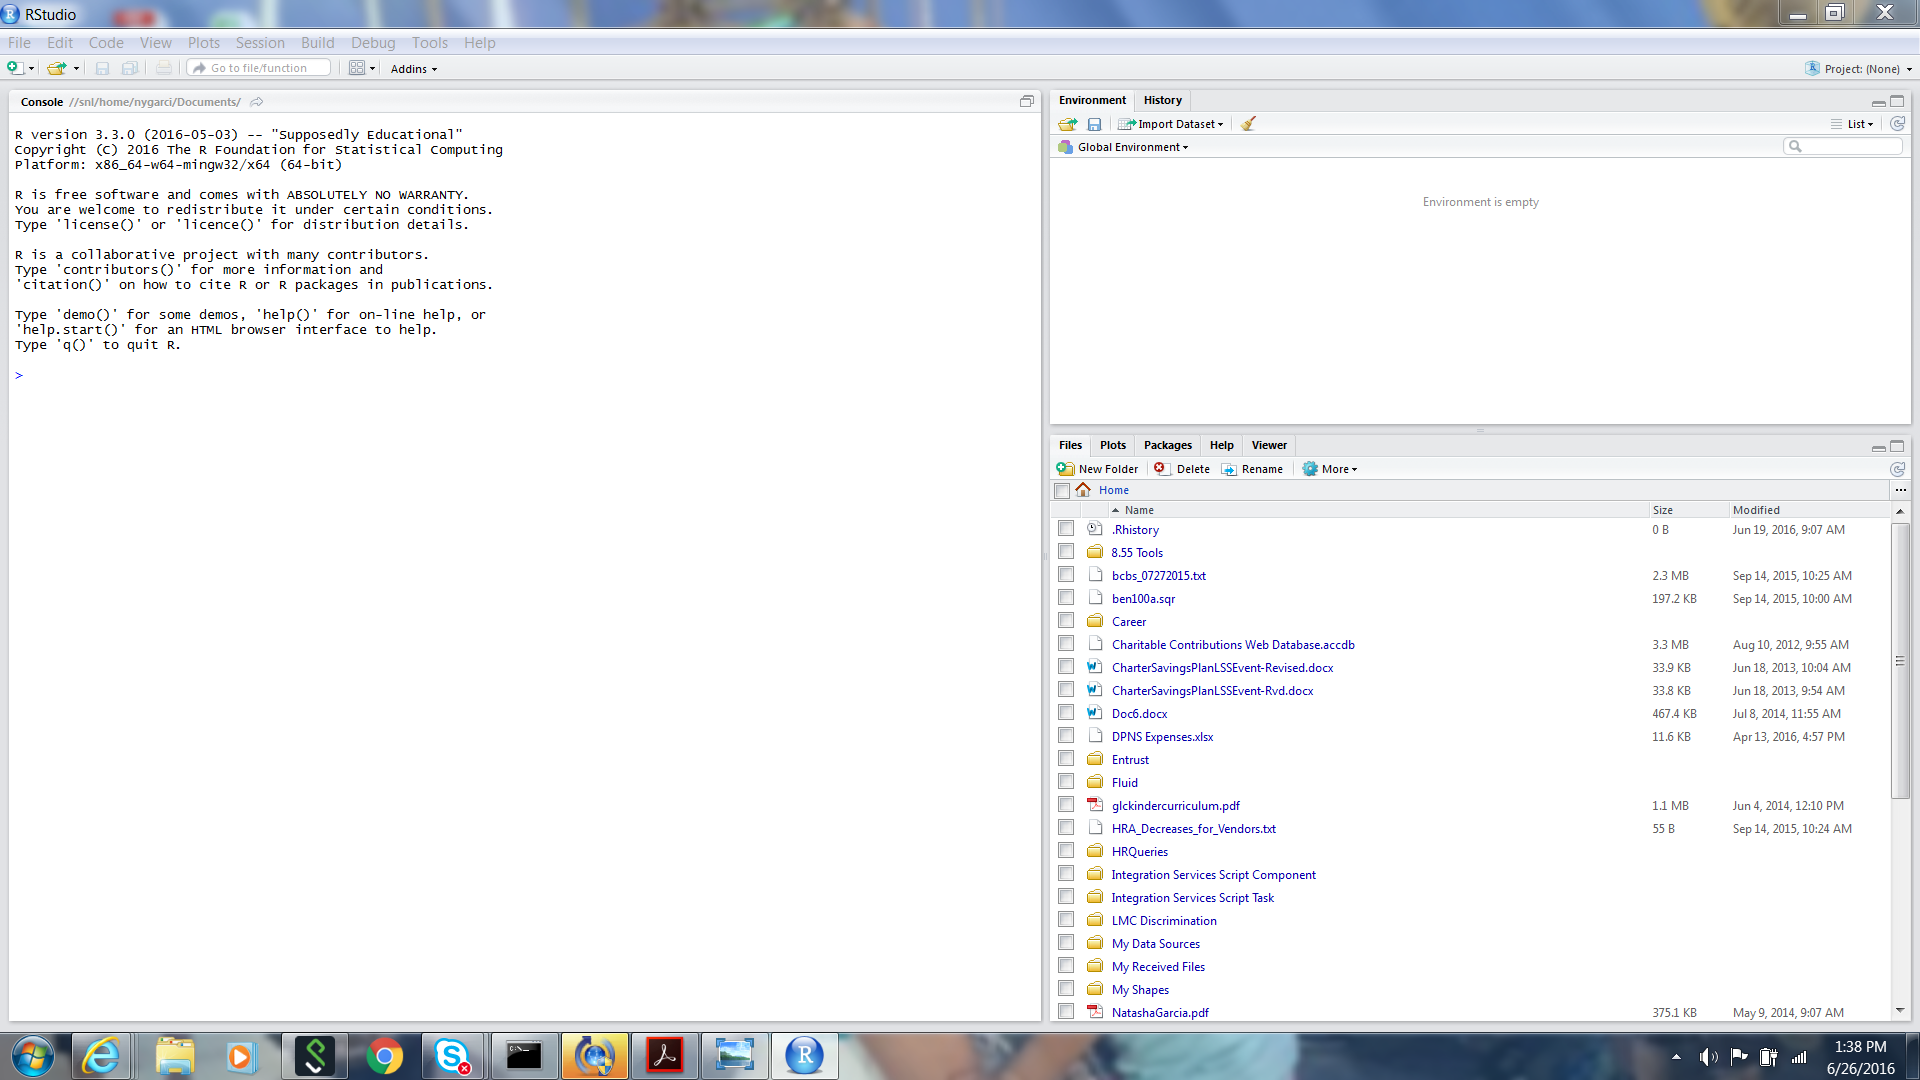 RStudio
File Edit Code View Plots Session Build Debug Tools Help
Go to file/function Addins Project: (None)
Console //snl/home/nygarci/Documents/
R version 3.3.0 (2016-05-03) -- "Supposedly Educational"
Copyright (C) 2016 The R Foundation for Statistical Computing
Platform: x86_64-w64-mingw32/x64 (64-bit)
R is free software and comes with ABSOLUTELY NO WARRANTY.
You are welcome to redistribute it under certain conditions.
Type 'license()' or 'licence()' for distribution details.
R is a collaborative project with many contributors.
Type 'contributors()' for more information and
'citation()' on how to cite R or R packages in publications.
Type 'demo()' for some demos, 'help()' for on-line help, or
'help.start()' for an HTML browser interface to help.
Type 'q()' to quit R.
>
Environment History
Import Dataset List
Global Environment
Environment is empty
Files Plots Packages Help Viewer
New Folder Delete Rename More
Home ...
Name Size Modified
.Rhistory 0 B Jun 19, 2016, 9:07 AM
8.55 Tools
bcbs_07272015.txt 2.3 MB Sep 14, 2015, 10:25 AM
ben100a.sqr 197.2 KB Sep 14, 2015, 10:00 AM
Career
Charitable Contributions Web Database.accdb 3.3 MB Aug 10, 2012, 9:55 AM
CharterSavingsPlanLSSEvent-Revised.docx 33.9 KB Jun 18, 2013, 10:04 AM
CharterSavingsPlanLSSEvent-Rvd.docx 33.8 KB Jun 18, 2013, 9:54 AM
Doc6.docx 467.4 KB Jul 8, 2014, 11:55 AM
DPNS Expenses.xlsx 11.6 KB Apr 13, 2016, 4:57 PM
Entrust
Fluid
glckindercurriculum.pdf 1.1 MB Jun 4, 2014, 12:10 PM
HRA_Decreases_for_Vendors.txt 55 B Sep 14, 2015, 10:24 AM
HRQueries
Integration Services Script Component
Integration Services Script Task
LMC Discrimination
My Data Sources
My Received Files
My Shapes
NatashaGarcia.pdf 375.1 KB May 9, 2014, 9:07 AM
1:38 PM
6/26/2016